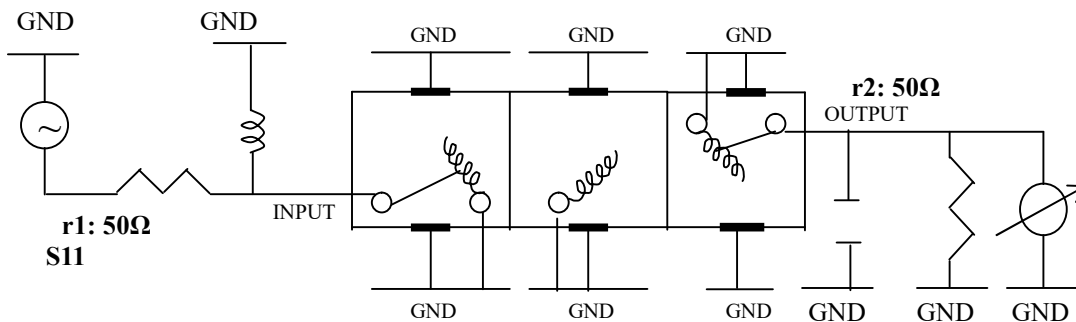 GND
GND
GND
GND
GND
r2: 50Ω
OUTPUT
INPUT
r1: 50Ω
S11
GND
GND
GND
GND
GND
GND